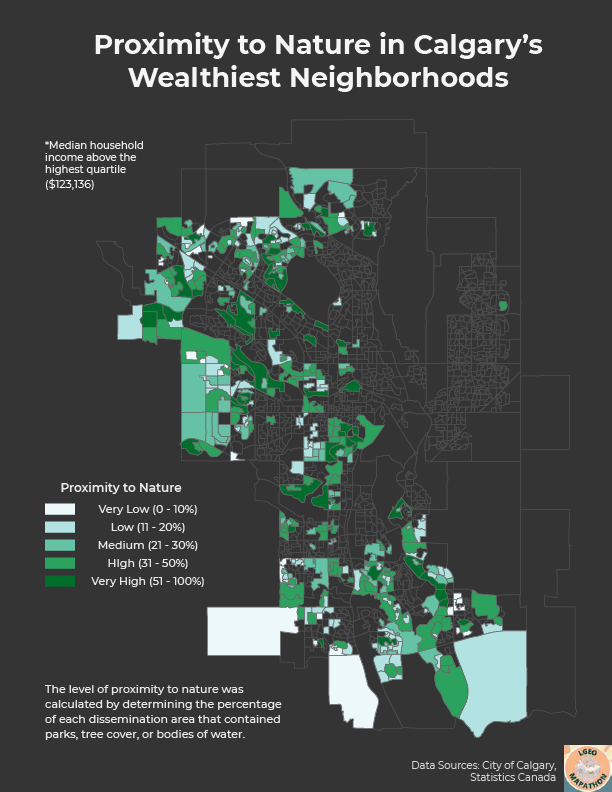 Proximity to Nature in Calgary's
Wealthiest Neighborhoods
*Median household
income above the
highest quartile
($123,136)
Proximity to Nature
Very Low (0 - 10%)
Low (11 - 20%)
Medium (21 - 30%)
HIgh (31 - 50%)
Very High (51 - 100%)
The level of proximity to nature was
calculated by determining the percentage
of each dissemination area that contained
parks, tree cover, or bodies of water.
Data Sources: City of Calgary,
Statistics Canada
LGEO
MAPATHON